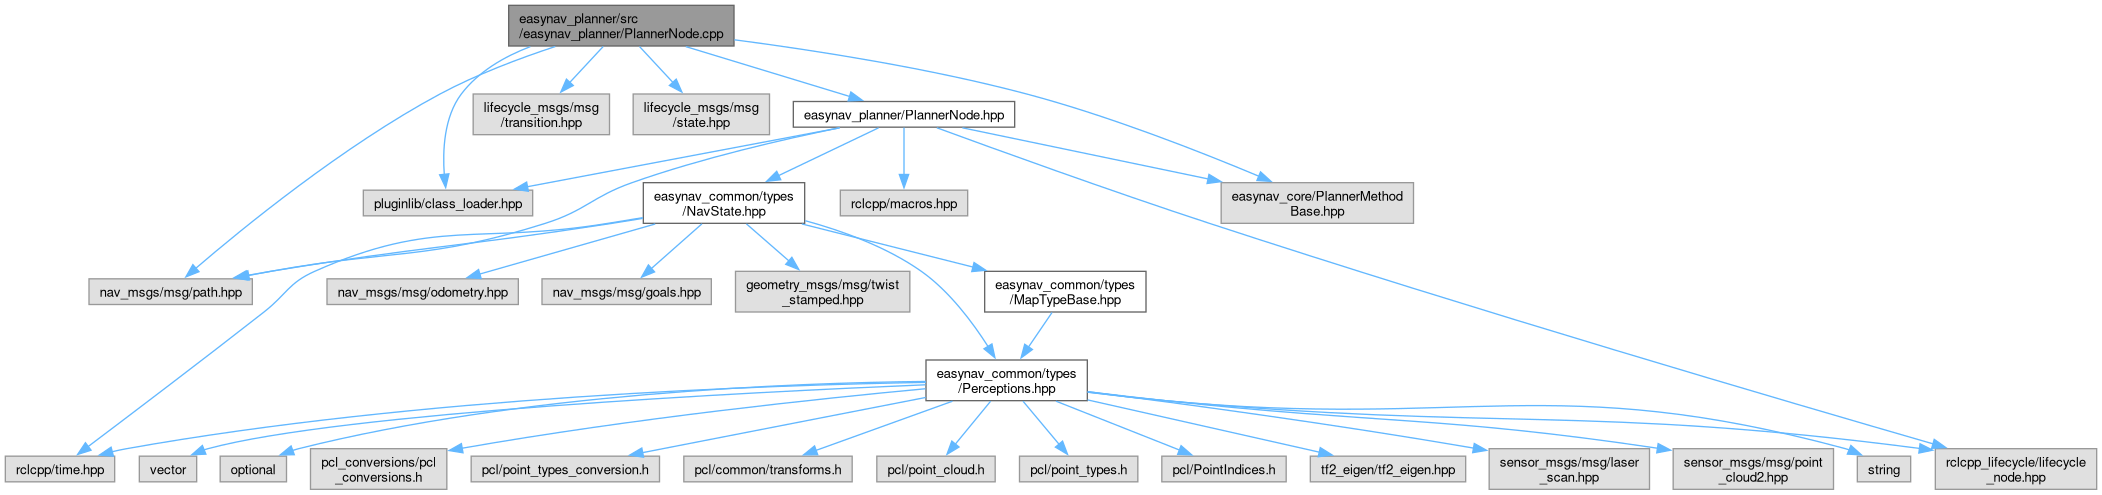 easynav_planner/src
/easynav_planner/PlannerNode.cpp
lifecycle_msgs/msg
/transition.hpp
lifecycle_msgs/msg
/state.hpp
easynav_planner/PlannerNode.hpp
pluginlib/class_loader.hpp
easynav_common/types
/NavState.hpp
rclcpp/macros.hpp
easynav_core/PlannerMethod
Base.hpp
nav_msgs/msg/path.hpp
nav_msgs/msg/odometry.hpp
nav_msgs/msg/goals.hpp
geometry_msgs/msg/twist
_stamped.hpp
easynav_common/types
/MapTypeBase.hpp
easynav_common/types
/Perceptions.hpp
rclcpp/time.hpp
vector
optional
pcl_conversions/pcl
_conversions.h
pcl/point_types_conversion.h
pcl/common/transforms.h
pcl/point_cloud.h
pcl/point_types.h
pcl/PointIndices.h
tf2_eigen/tf2_eigen.hpp
sensor_msgs/msg/laser
_scan.hpp
sensor_msgs/msg/point
_cloud2.hpp
string
rclcpp_lifecycle/lifecycle
_node.hpp